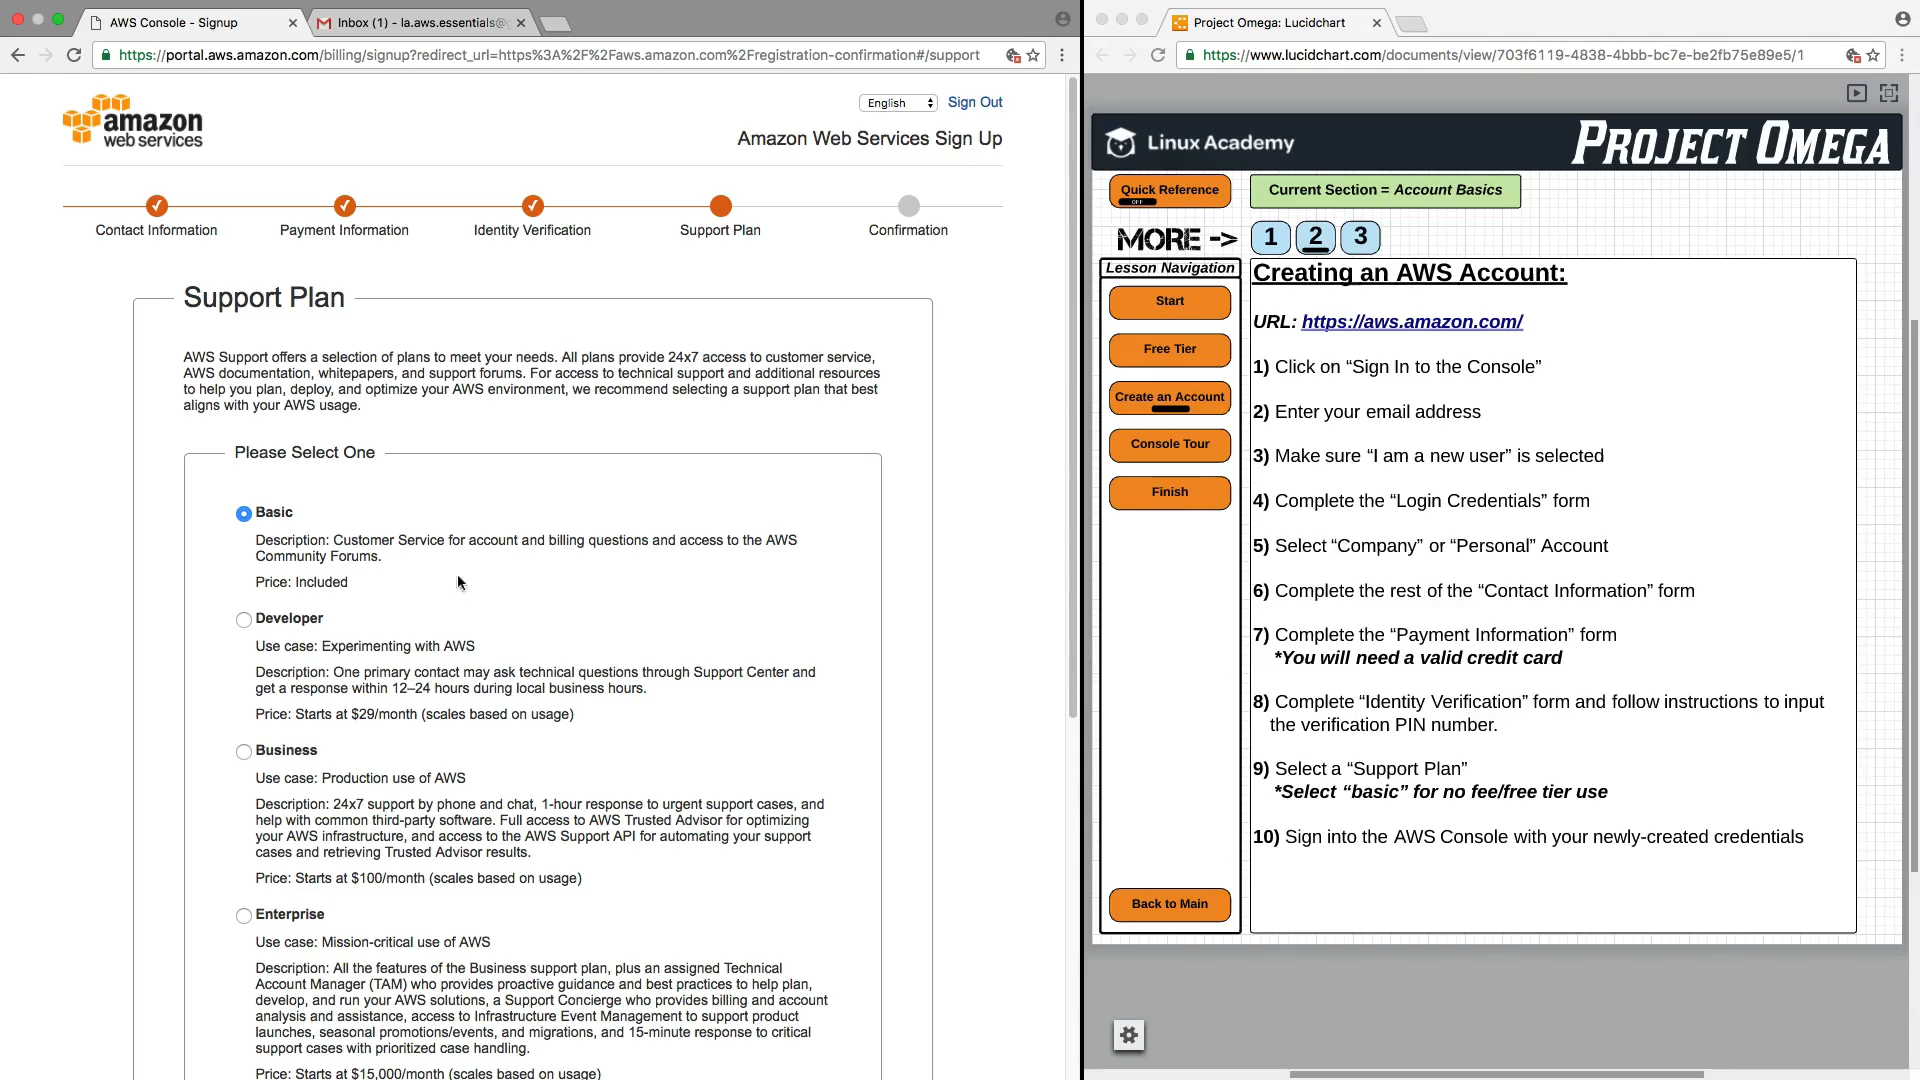 AWS Console - Signup
Inbox (1) - la.aws.essentials@
https://portal.aws.amazon.com/billing/signup?redirect_url=https%3A%2F%2Faws.amazon.com%2Fregistration-confirmation#/support
amazon
web services
English
Sign Out
Amazon Web Services Sign Up
Contact Information
Payment Information
Identity Verification
Support Plan
Confirmation
Support Plan
AWS Support offers a selection of plans to meet your needs. All plans provide 24x7 access to customer service,
AWS documentation, whitepapers, and support forums. For access to technical support and additional resources
to help you plan, deploy, and optimize your AWS environment, we recommend selecting a support plan that best
aligns with your AWS usage.
Please Select One
Basic
Description: Customer Service for account and billing questions and access to the AWS
Community Forums.
Price: Included
Developer
Use case: Experimenting with AWS
Description: One primary contact may ask technical questions through Support Center and
get a response within 12–24 hours during local business hours.
Price: Starts at $29/month (scales based on usage)
Business
Use case: Production use of AWS
Description: 24x7 support by phone and chat, 1-hour response to urgent support cases, and
help with common third-party software. Full access to AWS Trusted Advisor for optimizing
your AWS infrastructure, and access to the AWS Support API for automating your support
cases and retrieving Trusted Advisor results.
Price: Starts at $100/month (scales based on usage)
Enterprise
Use case: Mission-critical use of AWS
Description: All the features of the Business support plan, plus an assigned Technical
Account Manager (TAM) who provides proactive guidance and best practices to help plan,
develop, and run your AWS solutions, a Support Concierge who provides billing and account
analysis and assistance, access to Infrastructure Event Management to support product
launches, seasonal promotions/events, and migrations, and 15-minute response to critical
support cases with prioritized case handling.
Price: Starts at $15,000/month (scales based on usage)
Project Omega: Lucidchart
https://www.lucidchart.com/documents/view/703f6119-4838-4bbb-bc7e-be2fb75e89e5/1
Linux Academy
PROJECT OMEGA
Quick Reference
OFF
Current Section = Account Basics
MORE -> 1 2 3
Lesson Navigation
Start
Free Tier
Create an Account
Console Tour
Finish
Back to Main
Creating an AWS Account:
URL: https://aws.amazon.com/
1) Click on “Sign In to the Console”
2) Enter your email address
3) Make sure “I am a new user” is selected
4) Complete the “Login Credentials” form
5) Select “Company” or “Personal” Account
6) Complete the rest of the “Contact Information” form
7) Complete the “Payment Information” form
*You will need a valid credit card
8) Complete “Identity Verification” form and follow instructions to input
the verification PIN number.
9) Select a “Support Plan”
*Select “basic” for no fee/free tier use
10) Sign into the AWS Console with your newly-created credentials